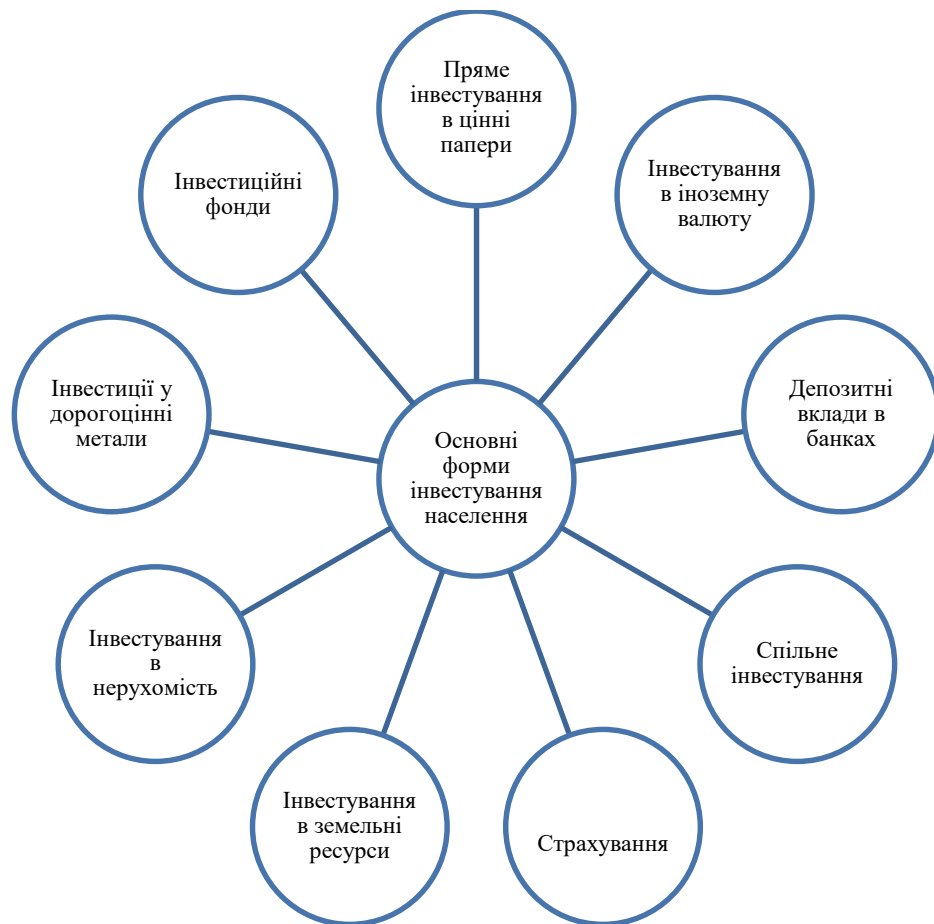 Пряме
інвестування
в цінні
папери
Інвестування
в іноземну
валюту
Депозитні
вклади в
банках
Спільне
інвестування
Страхування
Інвестування
в земельні
ресурси
Інвестування
в
нерухомість
Інвестиції у
дорогоцінні
метали
Інвестиційні
фонди
Основні
форми
інвестування
населення